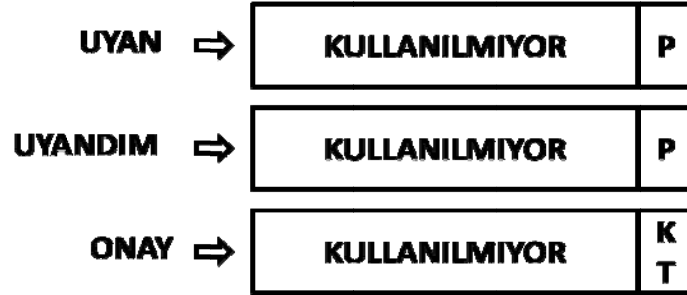 UYAN ⇨ KULLANILMIYOR P
UYANDIM ⇨ KULLANILMIYOR P
ONAY ⇨ KULLANILMIYOR K
T